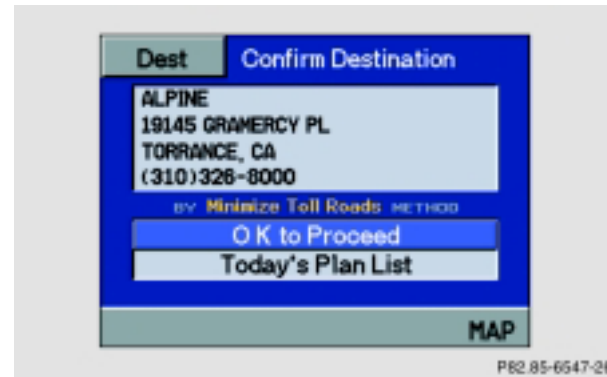 Dest Confirm Destination
ALPINE
19145 GRAMERCY PL
TORRANCE, CA
(310)326-8000
BY Minimize Toll Roads METHOD
OK to Proceed
Today's Plan List
MAP
P82.85-6547-26